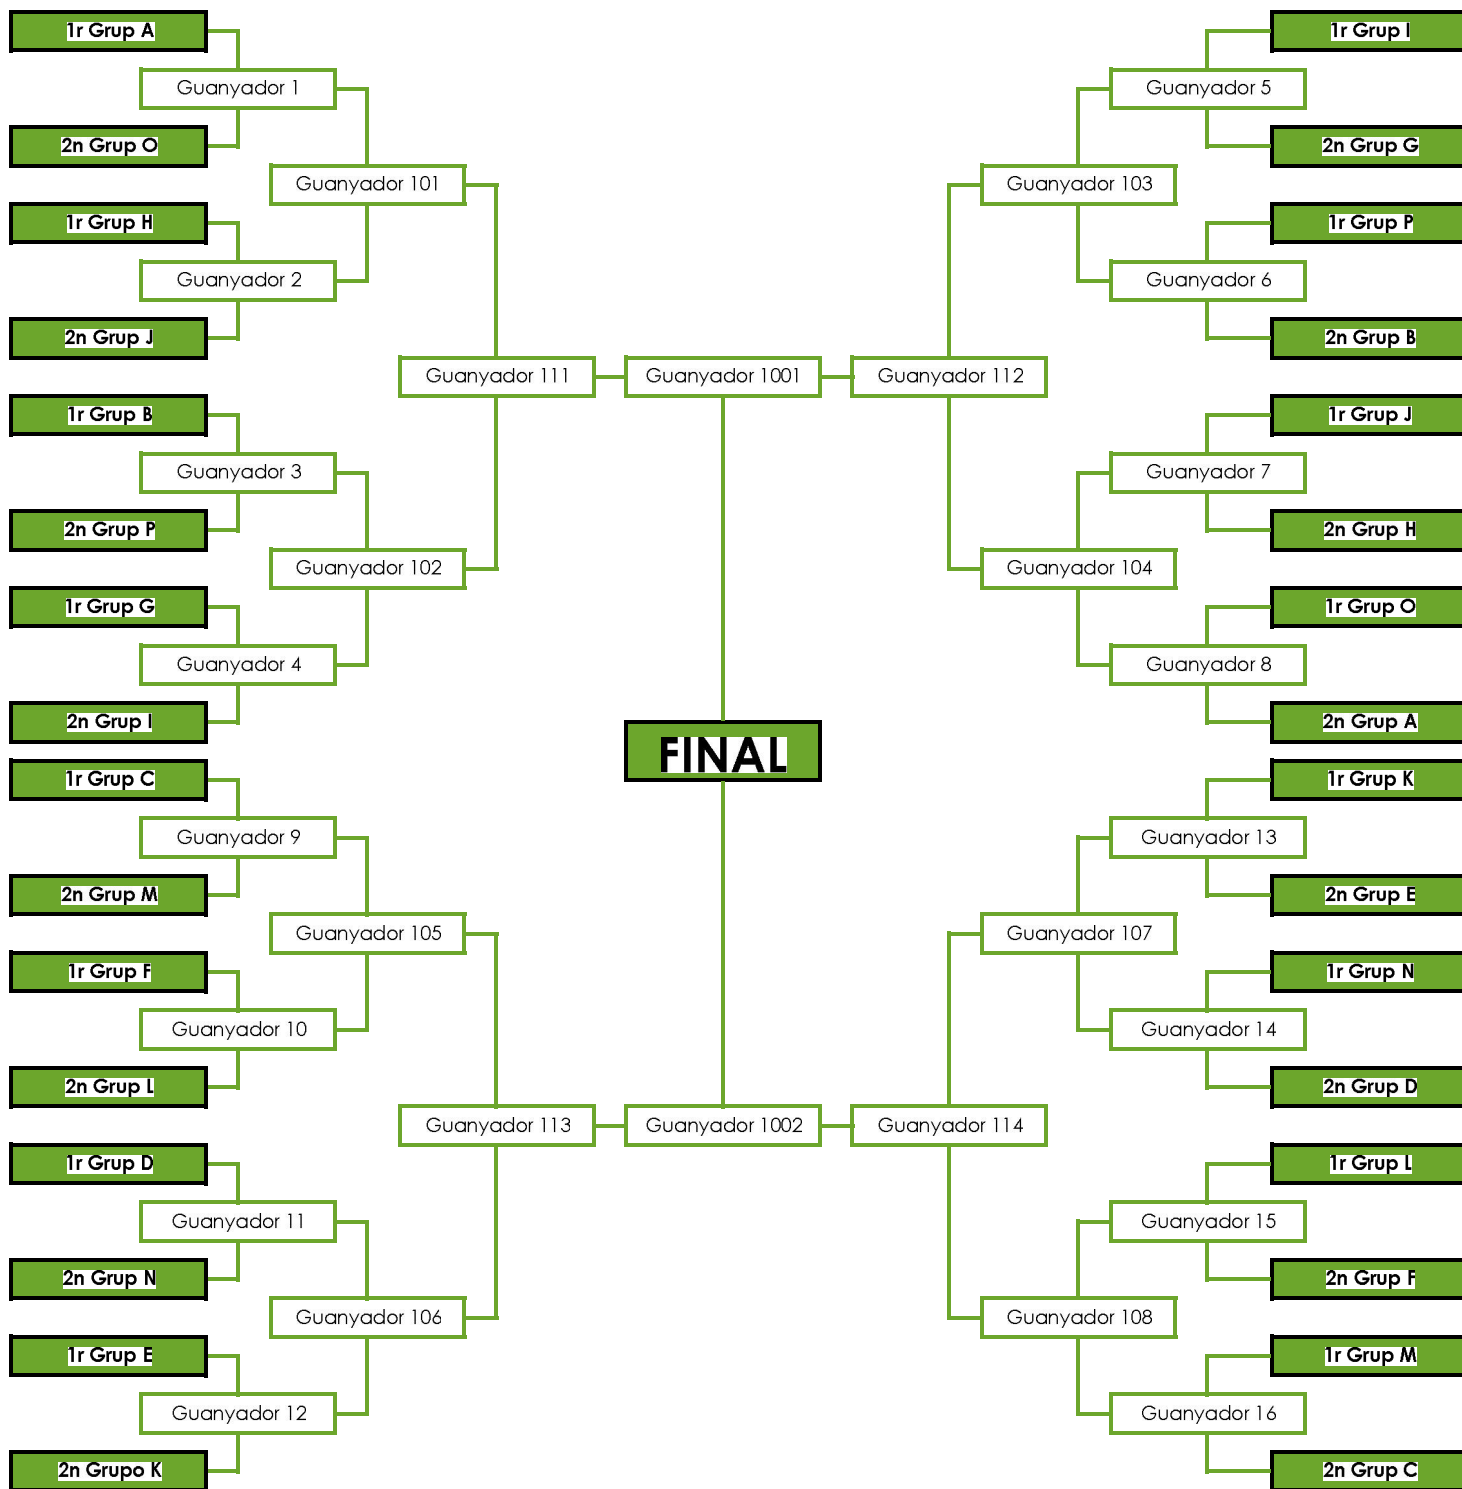 1r Grup A
1r Grup I
Guanyador 1
Guanyador 5
2n Grup O
2n Grup G
Guanyador 101
Guanyador 103
1r Grup H
1r Grup P
Guanyador 2
Guanyador 6
2n Grup J
2n Grup B
Guanyador 111
Guanyador 1001
Guanyador 112
1r Grup B
1r Grup J
Guanyador 3
Guanyador 7
2n Grup P
2n Grup H
Guanyador 102
Guanyador 104
1r Grup G
1r Grup O
Guanyador 4
Guanyador 8
2n Grup I
2n Grup A
FINAL
1r Grup C
1r Grup K
Guanyador 9
Guanyador 13
2n Grup M
2n Grup E
Guanyador 105
Guanyador 107
1r Grup F
1r Grup N
Guanyador 10
Guanyador 14
2n Grup L
2n Grup D
Guanyador 113
Guanyador 1002
Guanyador 114
1r Grup D
1r Grup L
Guanyador 11
Guanyador 15
2n Grup N
2n Grup F
Guanyador 106
Guanyador 108
1r Grup E
1r Grup M
Guanyador 12
Guanyador 16
2n Grupo K
2n Grup C